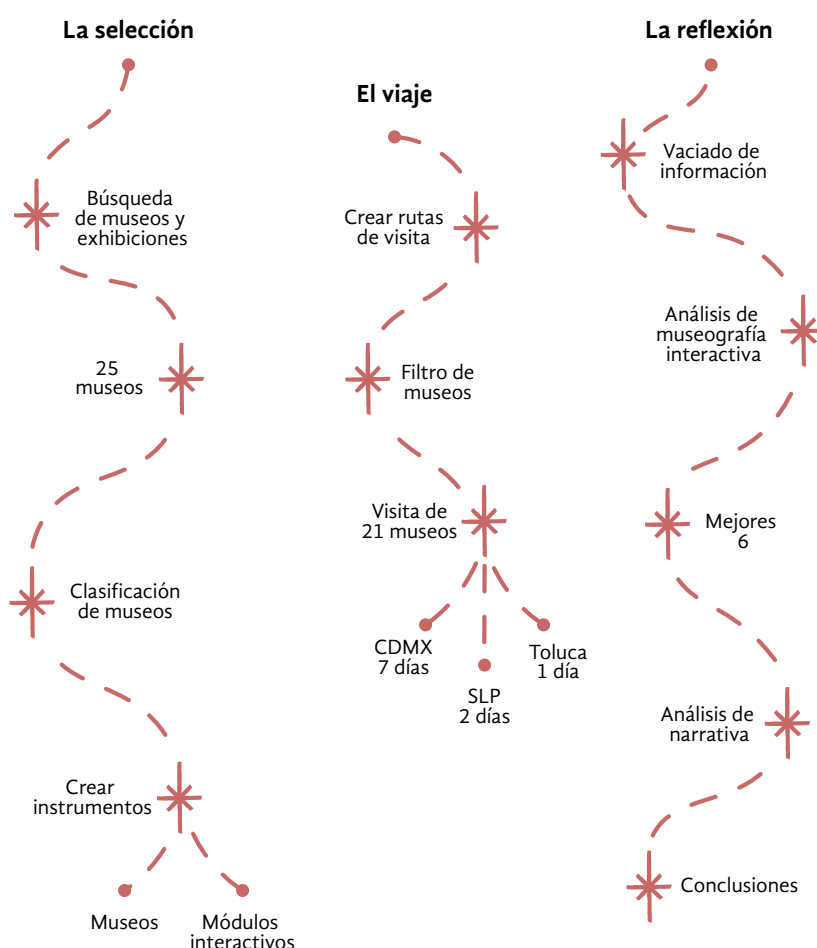 La selección
Búsqueda
de museos y
exhibiciones
25
museos
Clasificación
de museos
Crear
instrumentos
Museos
Módulos
interactivos
El viaje
Crear rutas
de visita
Filtro de
museos
Visita de
21 museos
CDMX
7 días
SLP
2 días
Toluca
1 día
La reflexión
Vaciado de
información
Análisis de
museografía
interactiva
Mejores
6
Análisis de
narrativa
Conclusiones